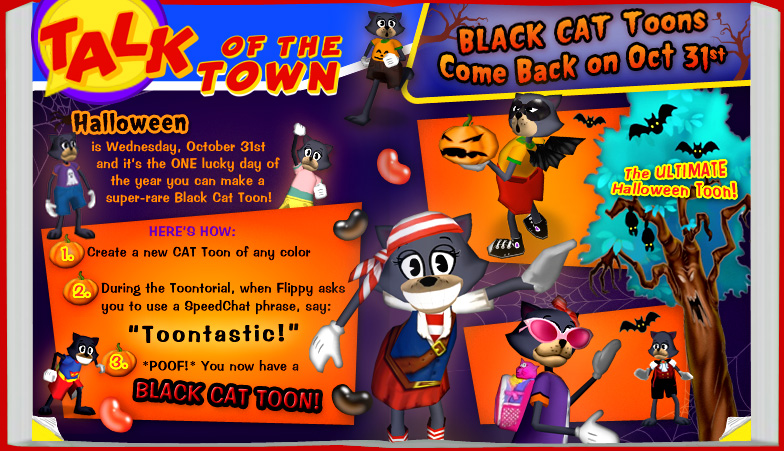 TALK
OF THE
TOWN
BLACK CAT Toons
Come Back on Oct 31st
Halloween
is Wednesday, October 31st
and it's the ONE lucky day of
the year you can make a
super-rare Black Cat Toon!
HERE'S HOW:
1. Create a new CAT Toon of any color
2. During the Toontorial, when Flippy asks
you to use a SpeedChat phrase, say:
"Toontastic!"
3. *POOF!* You now have a
BLACK CAT TOON!
The ULTIMATE
Halloween Toon!